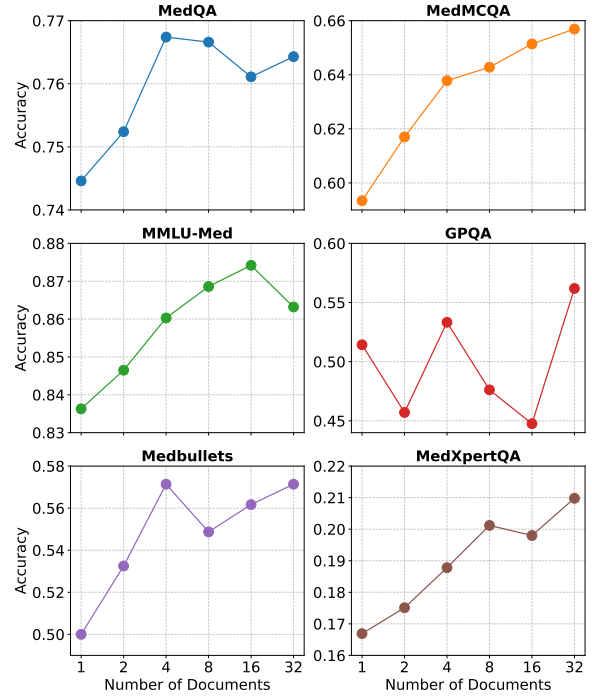 MedQA
MedMCQA
0.77
0.76
0.75
0.74
Accuracy
0.66
0.64
0.62
0.60
MMLU-Med
GPQA
0.88
0.87
0.86
0.85
0.84
0.83
Accuracy
0.60
0.55
0.50
0.45
Medbullets
MedXpertQA
0.58
0.56
0.54
0.52
0.50
Accuracy
0.22
0.21
0.20
0.19
0.18
0.17
0.16
1 2 4 8 16 32
Number of Documents
1 2 4 8 16 32
Number of Documents